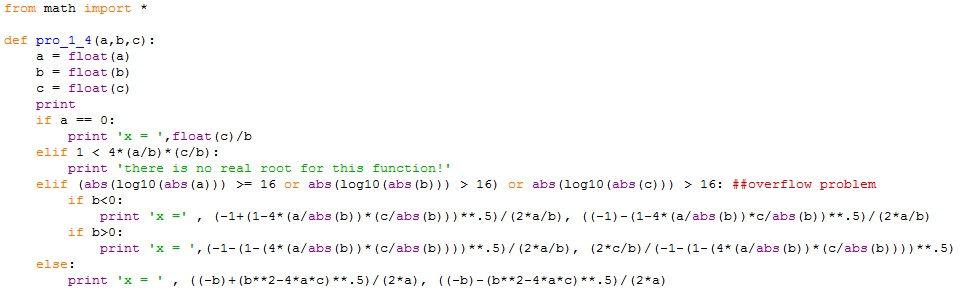 from math import *
def pro_1_4(a,b,c):
    a = float(a)
    b = float(b)
    c = float(c)
    print
    if a == 0:
        print 'x = ',float(c)/b
    elif 1 < 4*(a/b)*(c/b):
        print 'there is no real root for this function!'
    elif (abs(log10(abs(a))) >= 16 or abs(log10(abs(b))) > 16) or abs(log10(abs(c))) > 16: ##overflow problem
        if b<0:
            print 'x =' , (-1+(1-4*(a/abs(b))*(c/abs(b)))**.5)/(2*a/b), ((-1)-(1-4*(a/abs(b))*c/abs(b))**.5)/(2*a/b)
        if b>0:
            print 'x = ',(-1-(1-(4*(a/abs(b))*(c/abs(b))))**.5)/(2*a/b), (2*c/b)/(-1-(1-(4*(a/abs(b))*(c/abs(b))))**.5)
    else:
        print 'x = ' , ((-b)+(b**2-4*a*c)**.5)/(2*a), ((-b)-(b**2-4*a*c)**.5)/(2*a)